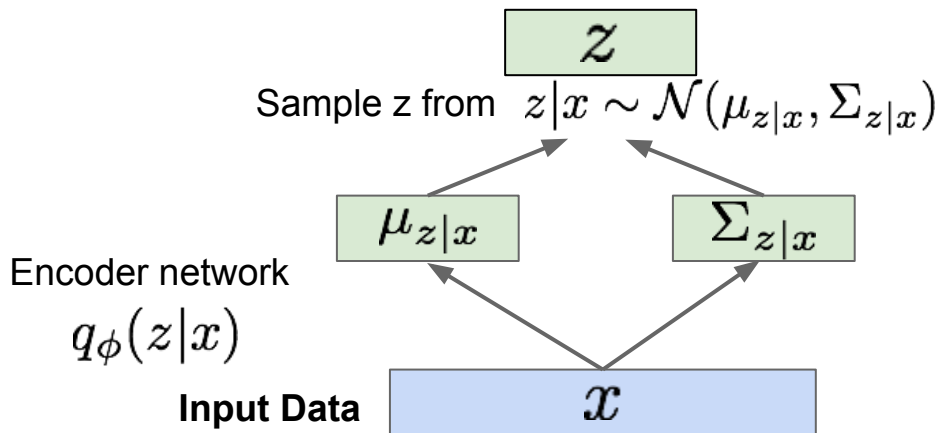 z
Sample z from z|x ∼ 𝒩(μ_{z|x}, Σ_{z|x})
μ_{z|x} Σ_{z|x}
Encoder network
q_ϕ(z|x)
Input Data x